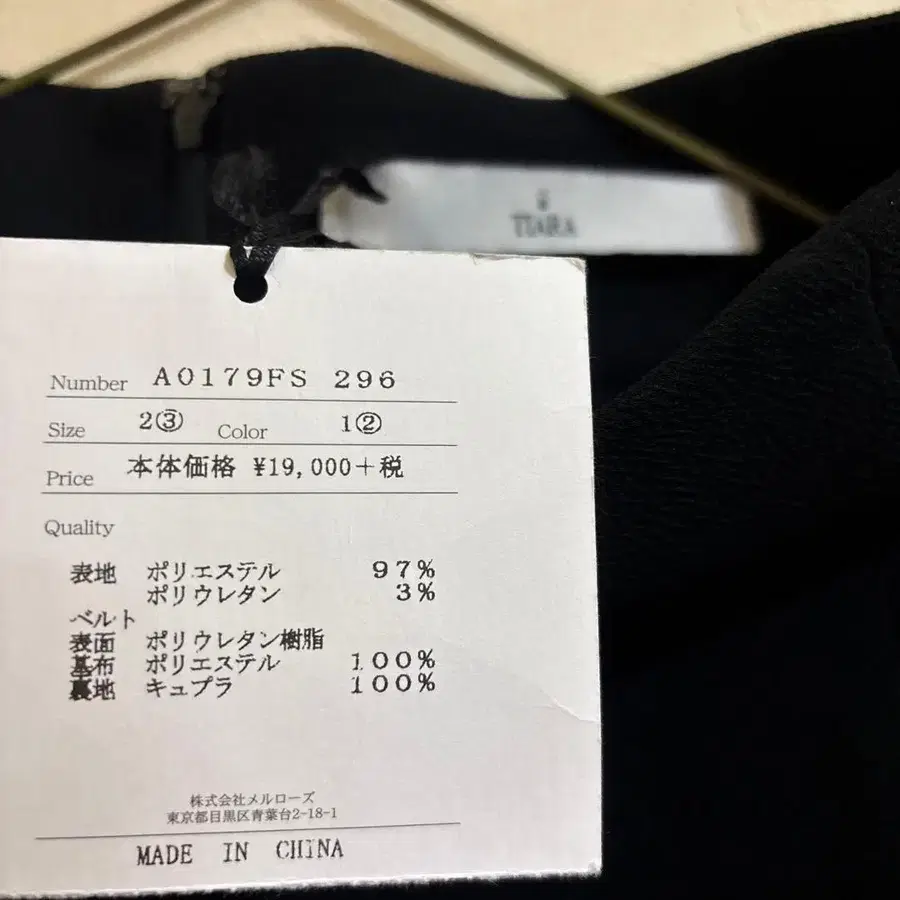 TIARA
Number A0179FS 296
Size 2③ Color 1②
Price 本体価格 ¥19,000+税
Quality
表地 ポリエステル 97%
ポリウレタン 3%
ベルト
表面 ポリウレタン樹脂
基布 ポリエステル 100%
裏地 キュプラ 100%
株式会社メルローズ
東京都目黒区青葉台2-18-1
MADE IN CHINA